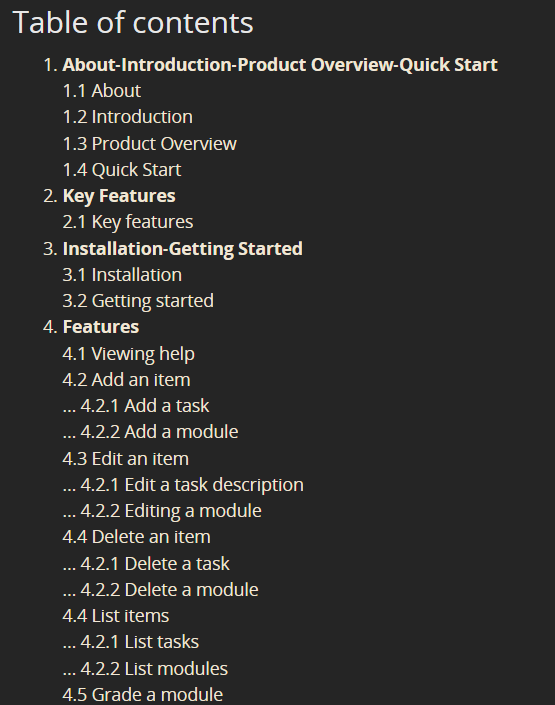 Table of contents
1. About-Introduction-Product Overview-Quick Start
1.1 About
1.2 Introduction
1.3 Product Overview
1.4 Quick Start
2. Key Features
2.1 Key features
3. Installation-Getting Started
3.1 Installation
3.2 Getting started
4. Features
4.1 Viewing help
4.2 Add an item
... 4.2.1 Add a task
... 4.2.2 Add a module
4.3 Edit an item
... 4.2.1 Edit a task description
... 4.2.2 Editing a module
4.4 Delete an item
... 4.2.1 Delete a task
... 4.2.2 Delete a module
4.4 List items
... 4.2.1 List tasks
... 4.2.2 List modules
4.5 Grade a module